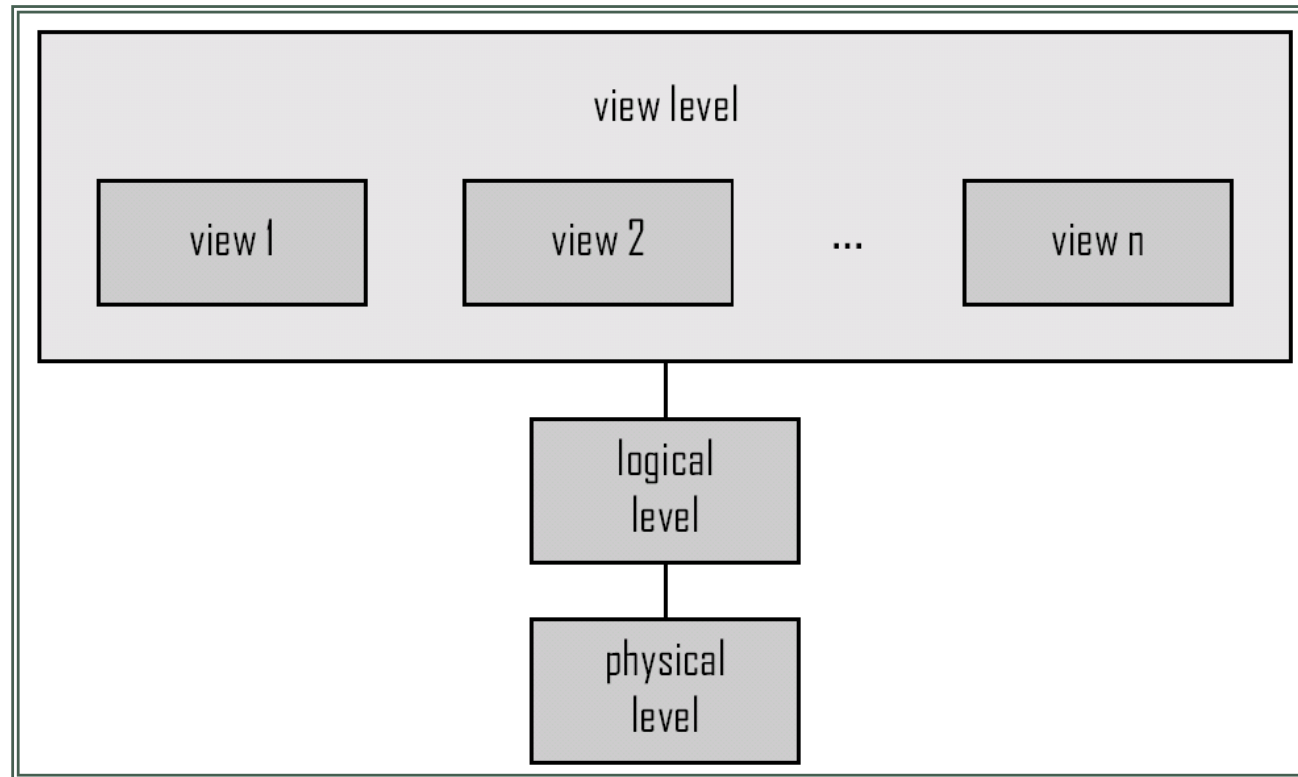 view level
view 1
view 2
...
view n
logical
level
physical
level